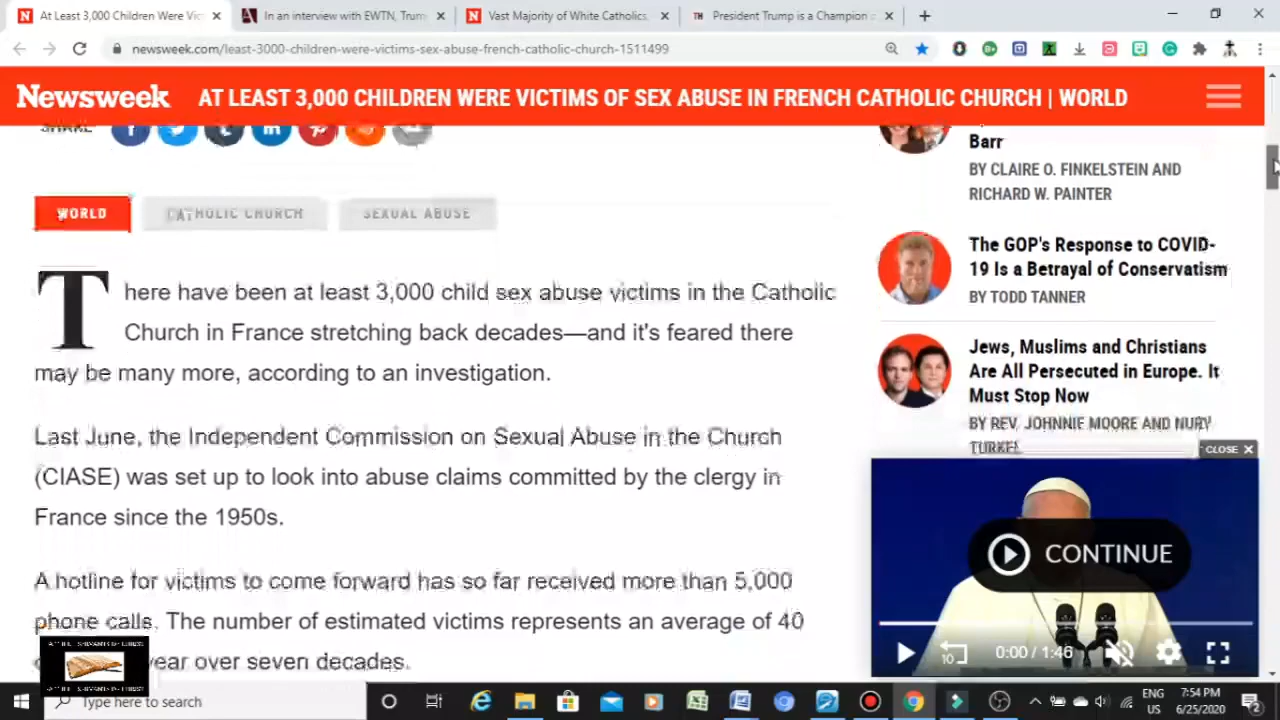 At Least 3,000 Children Were Vic
In an interview with EWTN, Trum
Vast Majority of White Catholics,
President Trump is a Champion o
newsweek.com/least-3000-children-were-victims-sex-abuse-french-catholic-church-1511499
Newsweek
AT LEAST 3,000 CHILDREN WERE VICTIMS OF SEX ABUSE IN FRENCH CATHOLIC CHURCH | WORLD
SHARE
WORLD
CATHOLIC CHURCH
SEXUAL ABUSE
There have been at least 3,000 child sex abuse victims in the Catholic
Church in France stretching back decades—and it's feared there
may be many more, according to an investigation.
Last June, the Independent Commission on Sexual Abuse in the Church
(CIASE) was set up to look into abuse claims committed by the clergy in
France since the 1950s.
A hotline for victims to come forward has so far received more than 5,000
phone calls. The number of estimated victims represents an average of 40
year over seven decades.
Barr
BY CLAIRE O. FINKELSTEIN AND
RICHARD W. PAINTER
The GOP's Response to COVID-
19 Is a Betrayal of Conservatism
BY TODD TANNER
Jews, Muslims and Christians
Are All Persecuted in Europe. It
Must Stop Now
BY REV. JOHNNIE MOORE AND NURY
TURKEL
CLOSE
CONTINUE
10
0:00 / 1:46
Type here to search
ENG
US
7:54 PM
6/25/2020
2